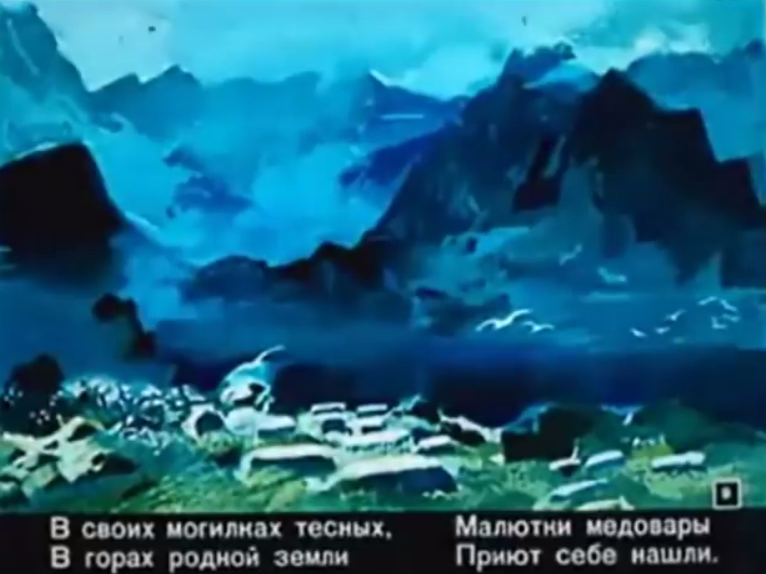 В своих могилках тесных,
В горах родной земли
Малютки медовары
Приют себе нашли.